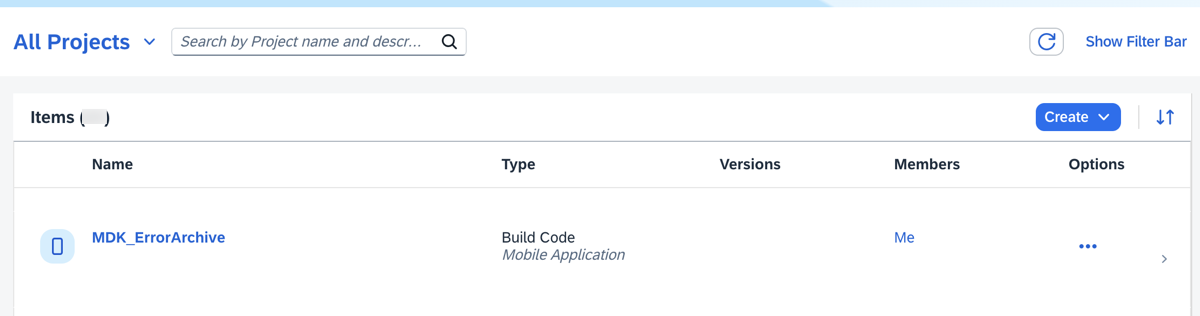 All Projects
Search by Project name and descr...
Show Filter Bar
Items ( )
Create
Name Type Versions Members Options
MDK_ErrorArchive Build Code Me
Mobile Application